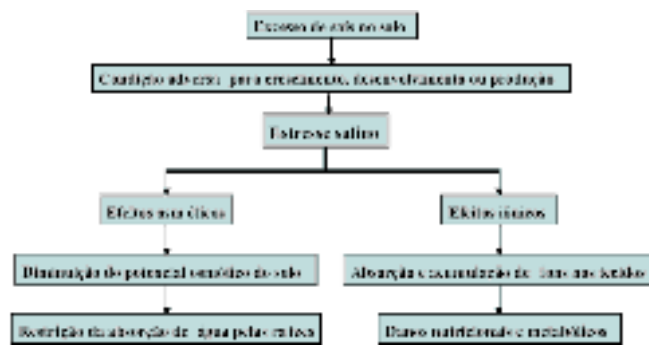 Excesso de sais no solo
Condição adversa para crescimento, desenvolvimento ou produção
Estresse salino
Efeitos osmóticos
Efeitos iônicos
Diminuição do potencial osmótico do solo
Absorção e acumulação de íons nos tecidos
Restrição da absorção de água pelas raízes
Danos nutricionais e metabólicos